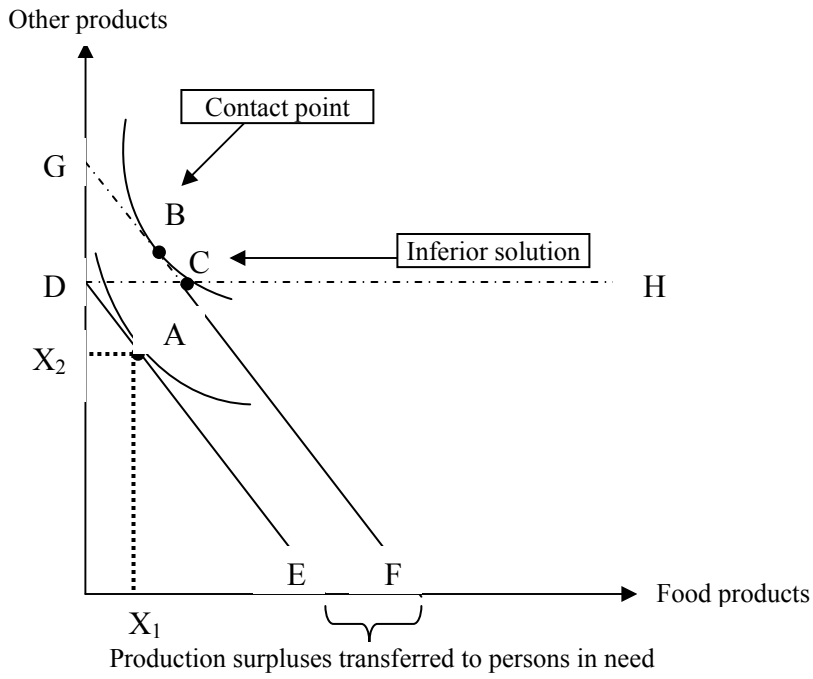 Other products
Contact point
G
B
Inferior solution
C
D
H
A
X₂
E
F
Food products
X₁
Production surpluses transferred to persons in need